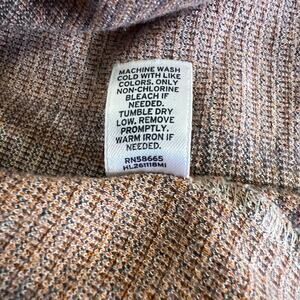 MACHINE WASH
COLD WITH LIKE
COLORS. ONLY
NON-CHLORINE
BLEACH IF
NEEDED.
TUMBLE DRY
LOW. REMOVE
PROMPTLY.
WARM IRON IF
NEEDED.
RN58665
HL261118MI